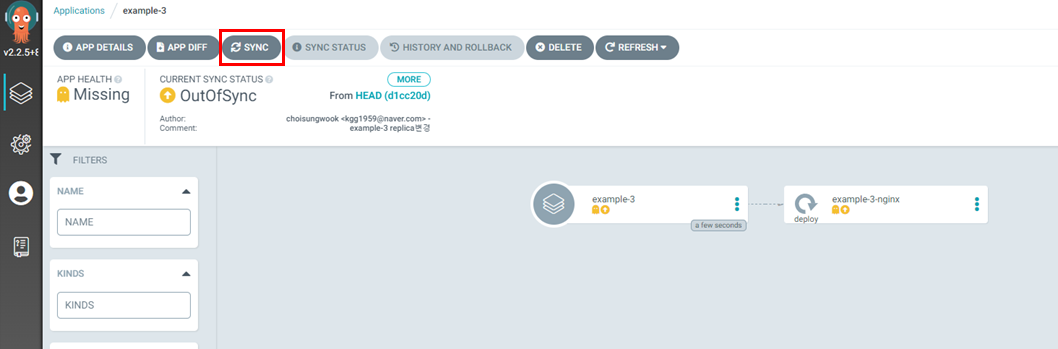 Applications / example-3
v2.2.5+8
APP DETAILS APP DIFF SYNC SYNC STATUS HISTORY AND ROLLBACK DELETE REFRESH
APP HEALTH
Missing
CURRENT SYNC STATUS MORE
OutOfSync From HEAD (d1cc20d)
Author: choisungwook <kgg1959@naver.com> -
Comment: example-3 replica변경
FILTERS
NAME
NAME
KINDS
KINDS
example-3
a few seconds
deploy
example-3-nginx